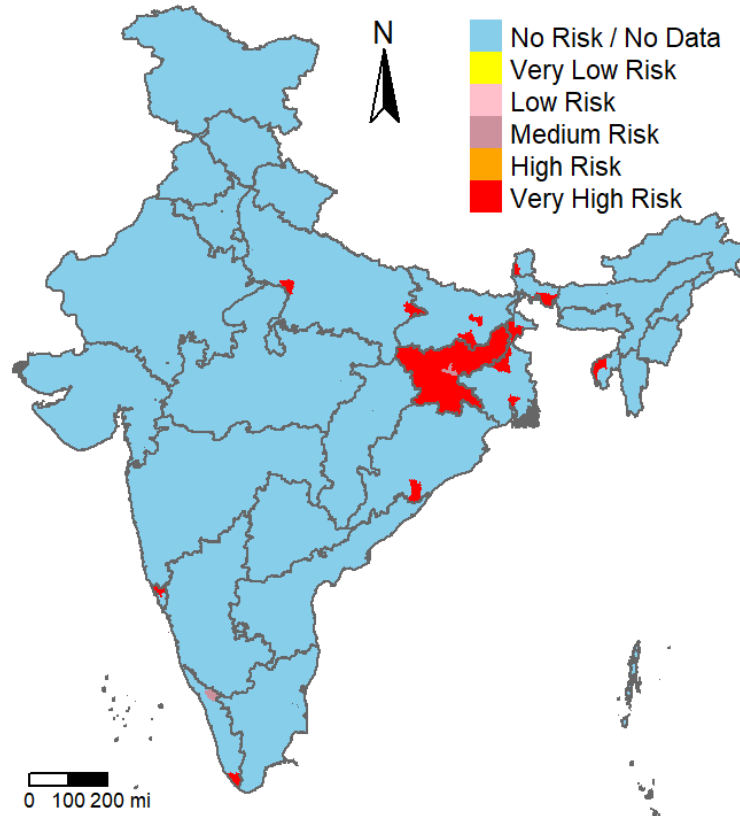 N
No Risk / No Data
Very Low Risk
Low Risk
Medium Risk
High Risk
Very High Risk
0 100 200 mi